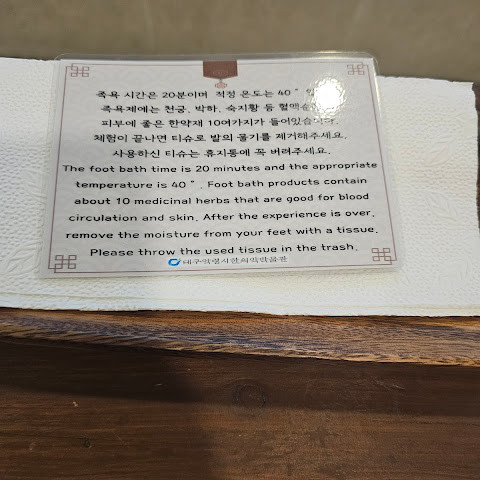 족욕 시간은 20분이며 적정 온도는 40°
족욕제에는 천궁, 박하, 숙지황 등 혈액순
피부에 좋은 한약재 10여가지가 들어있습니다.
체험이 끝나면 티슈로 발의 물기를 제거해주세요.
사용하신 티슈는 휴지통에 꼭 버려주세요.
The foot bath time is 20 minutes and the appropriate
temperature is 40°. Foot bath products contain
about 10 medicinal herbs that are good for blood
circulation and skin. After the experience is over,
remove the moisture from your feet with a tissue.
Please throw the used tissue in the trash.
대구약령시한의약박물관